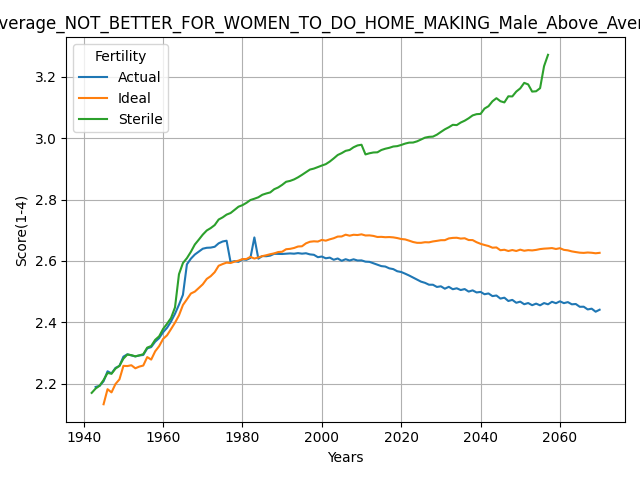 verage_NOT_BETTER_FOR_WOMEN_TO_DO_HOME_MAKING_Male_Above_Aver
Fertility
Actual
Ideal
Sterile
Score(1-4)
3.2
3.0
2.8
2.6
2.4
2.2
1940 1960 1980 2000 2020 2040 2060
Years